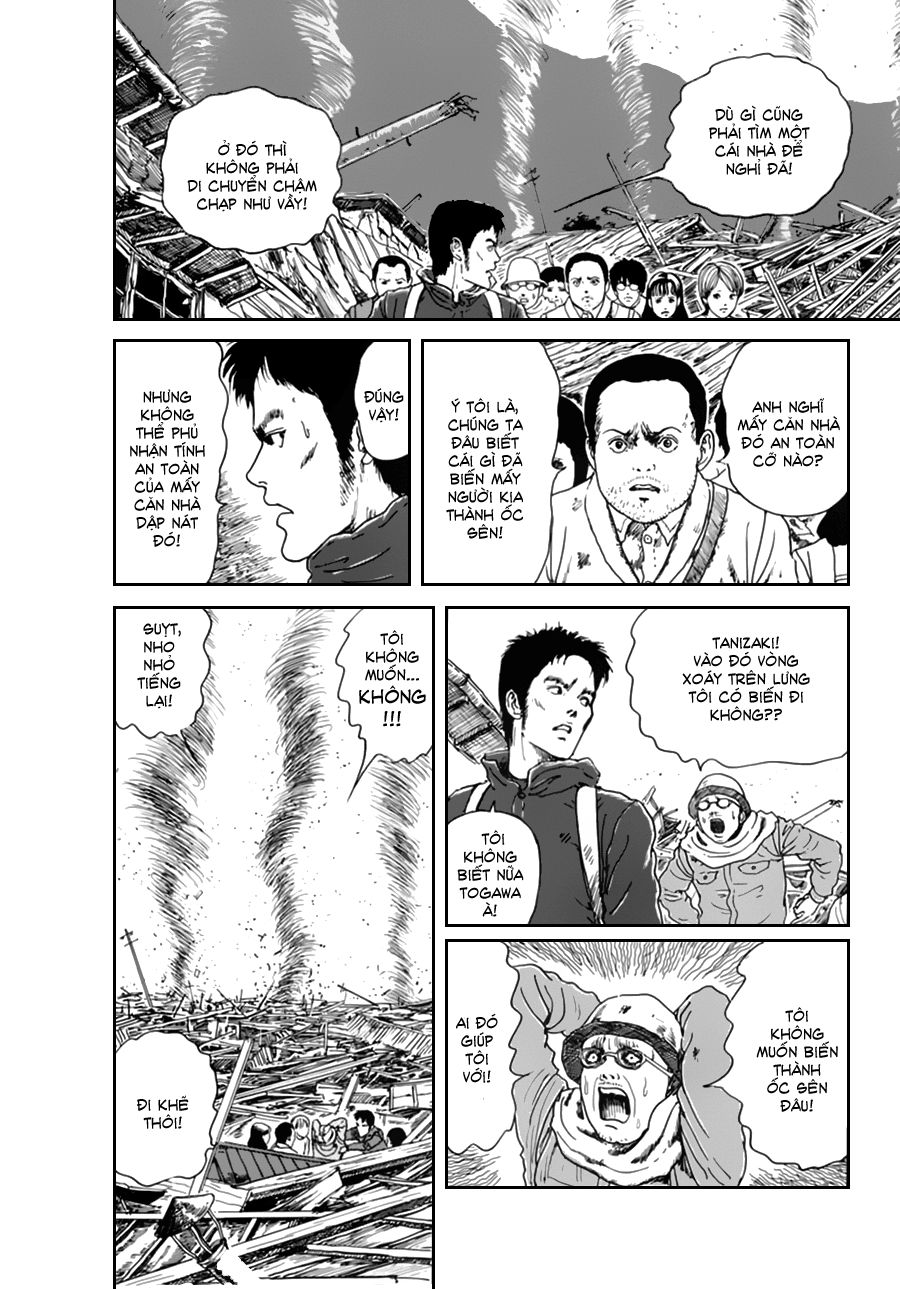 DÙ GÌ CŨNG
PHẢI TÌM MỘT
CÁI NHÀ ĐỂ
NGHỈ ĐÃ!
Ở ĐÓ THÌ
KHÔNG PHẢI
DI CHUYỂN CHẬM
CHẠP NHƯ VẦY!
ANH NGHĨ
MẤY CĂN NHÀ
ĐÓ AN TOÀN
CỠ NÀO?
Ý TÔI LÀ,
CHÚNG TA
ĐÂU BIẾT
CÁI GÌ ĐÃ
BIẾN MẤY
NGƯỜI KIA
THÀNH ỐC
SÊN!
ĐÚNG
VẬY!
NHƯNG
KHÔNG
THỂ PHỦ
NHẬN TÍNH
AN TOÀN
CỦA MẤY
CĂN NHÀ
DẬP NÁT
ĐÓ!
TANIZAKI!
VÀO ĐÓ VÒNG
XOÁY TRÊN LƯNG
TÔI CÓ BIẾN ĐI
KHÔNG??
TÔI
KHÔNG
BIẾT NỮA
TOGAWA
À!
TÔI
KHÔNG
MUỐN BIẾN
THÀNH
ỐC SÊN
ĐÂU!
AI ĐÓ
GIÚP
TÔI
VỚI!
TÔI
KHÔNG
MUỐN...
KHÔNG
!!!
SUỴT,
NHO
NHỎ
TIẾNG
LẠI!
ĐI KHẼ
THÔI!